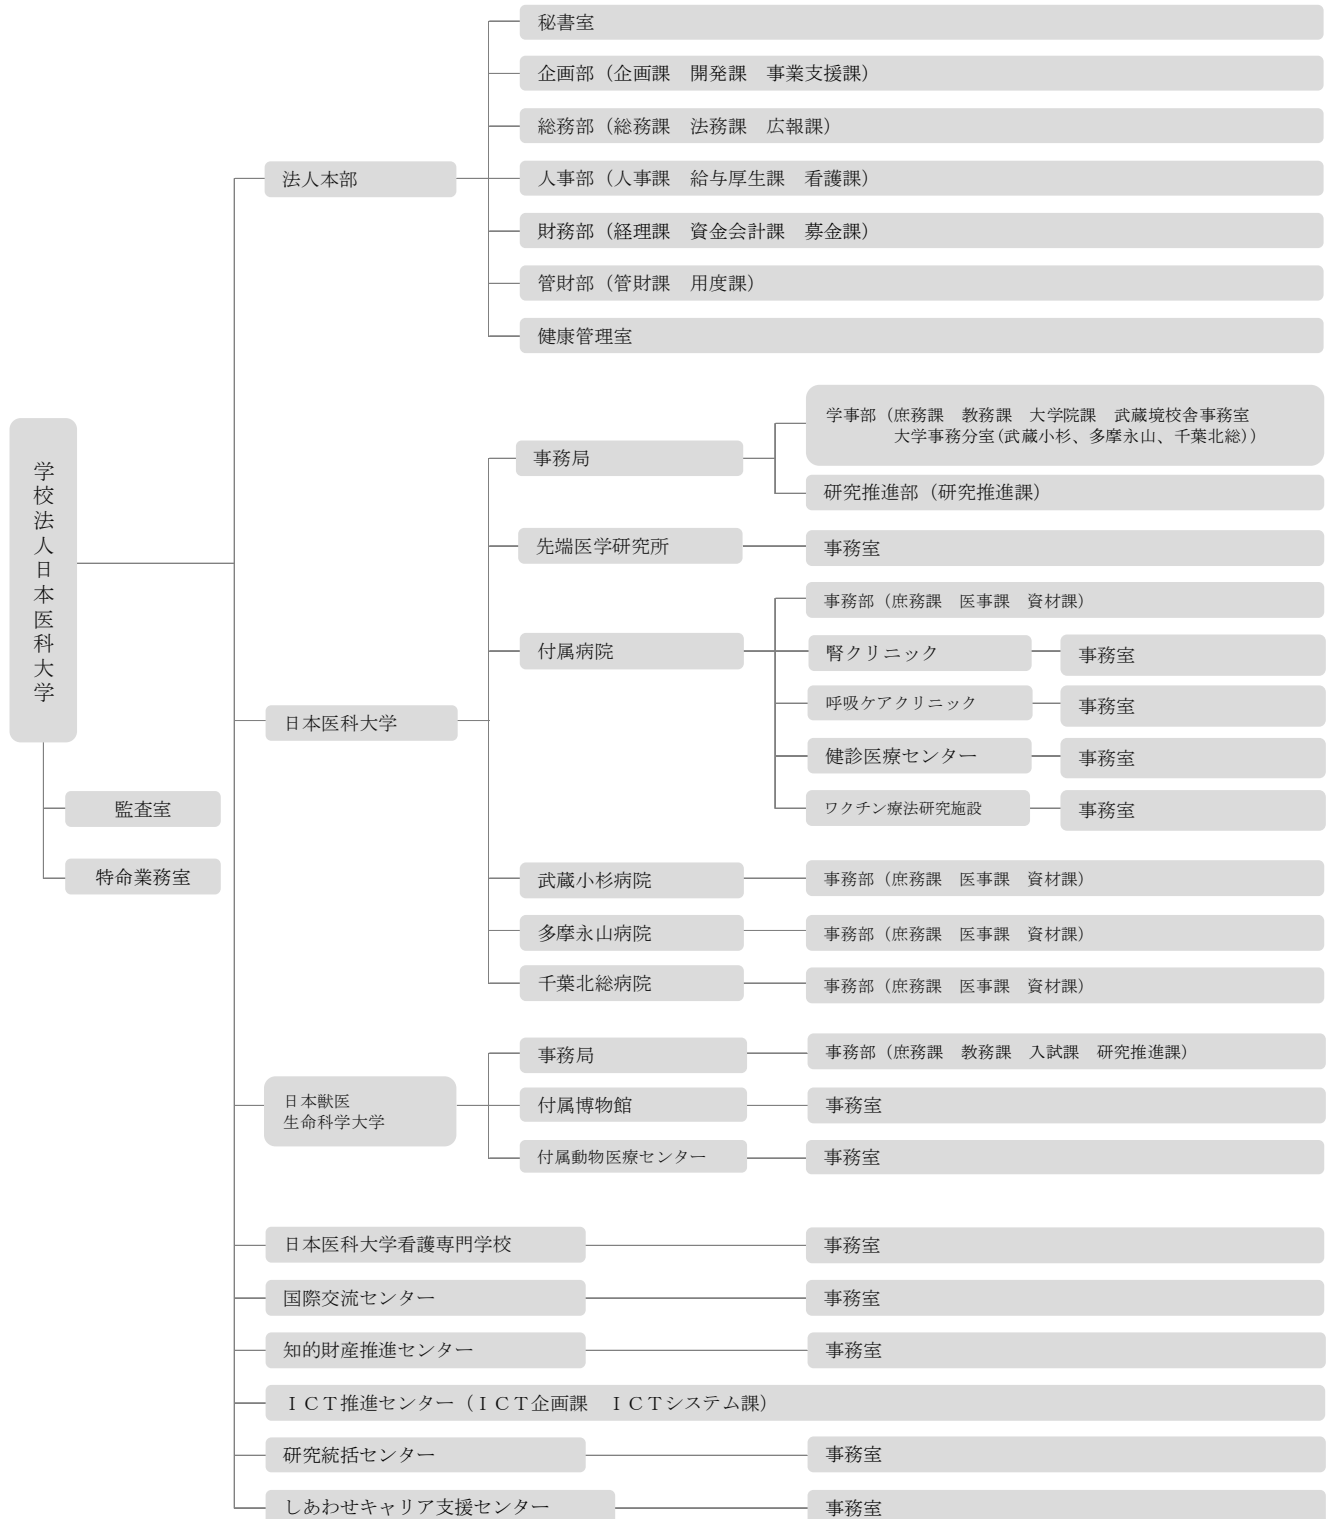 学校法人日本医科大学
監査室
特命業務室
法人本部
秘書室
企画部（企画課　開発課　事業支援課）
総務部（総務課　法務課　広報課）
人事部（人事課　給与厚生課　看護課）
財務部（経理課　資金会計課　募金課）
管財部（管財課　用度課）
健康管理室
日本医科大学
事務局
学事部（庶務課　教務課　大学院課　武蔵境校舎事務室
大学事務分室(武蔵小杉、多摩永山、千葉北総)）
研究推進部（研究推進課）
先端医学研究所
事務室
付属病院
事務部（庶務課　医事課　資材課）
腎クリニック
事務室
呼吸ケアクリニック
事務室
健診医療センター
事務室
ワクチン療法研究施設
事務室
武蔵小杉病院
事務部（庶務課　医事課　資材課）
多摩永山病院
事務部（庶務課　医事課　資材課）
千葉北総病院
事務部（庶務課　医事課　資材課）
日本獣医
生命科学大学
事務局
事務部（庶務課　教務課　入試課　研究推進課）
付属博物館
事務室
付属動物医療センター
事務室
日本医科大学看護専門学校
事務室
国際交流センター
事務室
知的財産推進センター
事務室
ＩＣＴ推進センター（ＩＣＴ企画課　ＩＣＴシステム課）
研究統括センター
事務室
しあわせキャリア支援センター
事務室